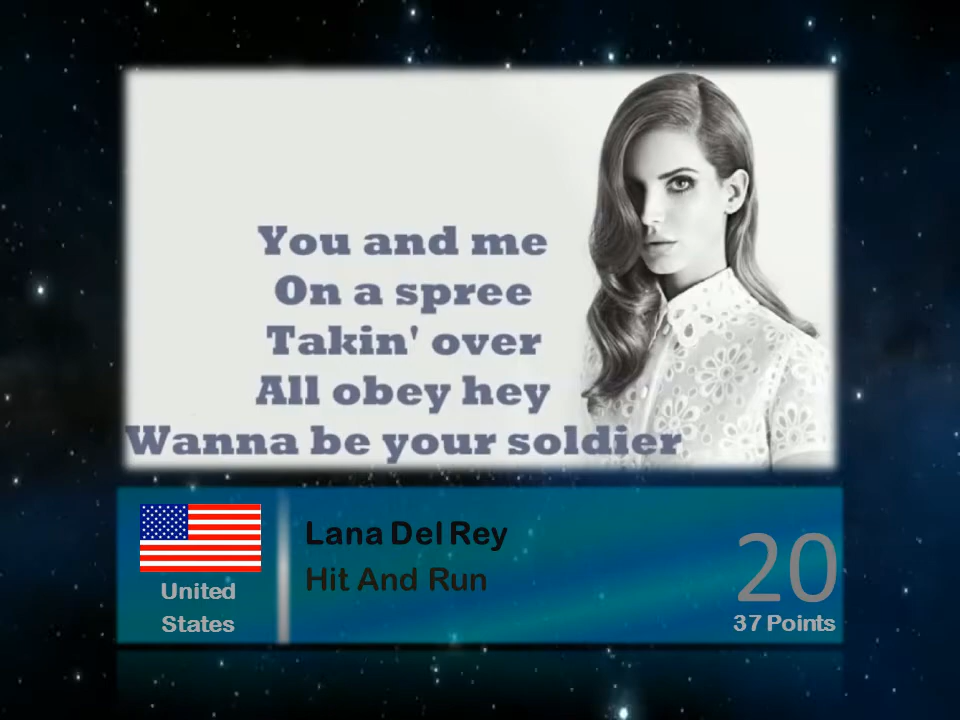 You and me
On a spree
Takin' over
All obey hey
Wanna be your soldier
United
States
Lana Del Rey
Hit And Run
20
37 Points